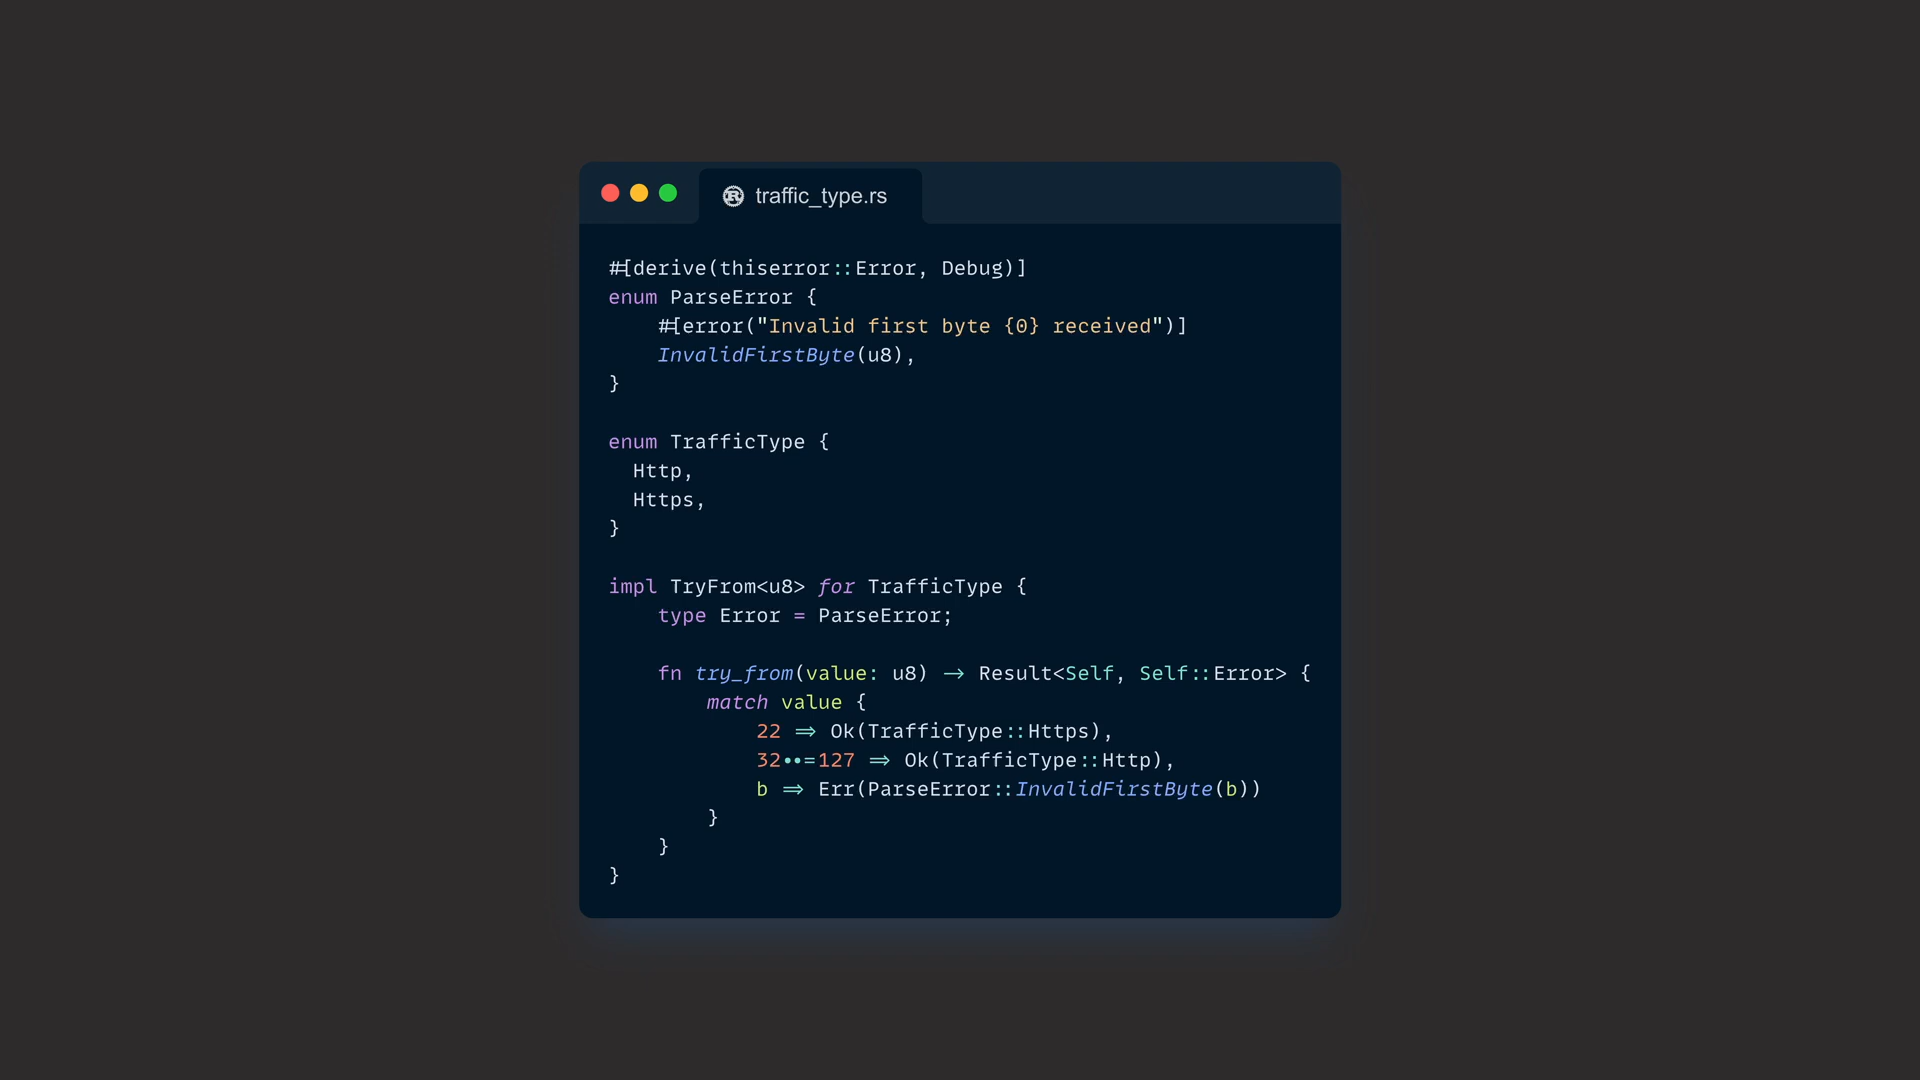 traffic_type.rs
#[derive(thiserror::Error, Debug)]
enum ParseError {
    #[error("Invalid first byte {0} received")]
    InvalidFirstByte(u8),
}

enum TrafficType {
  Http,
  Https,
}

impl TryFrom<u8> for TrafficType {
    type Error = ParseError;

    fn try_from(value: u8) -> Result<Self, Self::Error> {
        match value {
            22 => Ok(TrafficType::Https),
            32..=127 => Ok(TrafficType::Http),
            b => Err(ParseError::InvalidFirstByte(b))
        }
    }
}